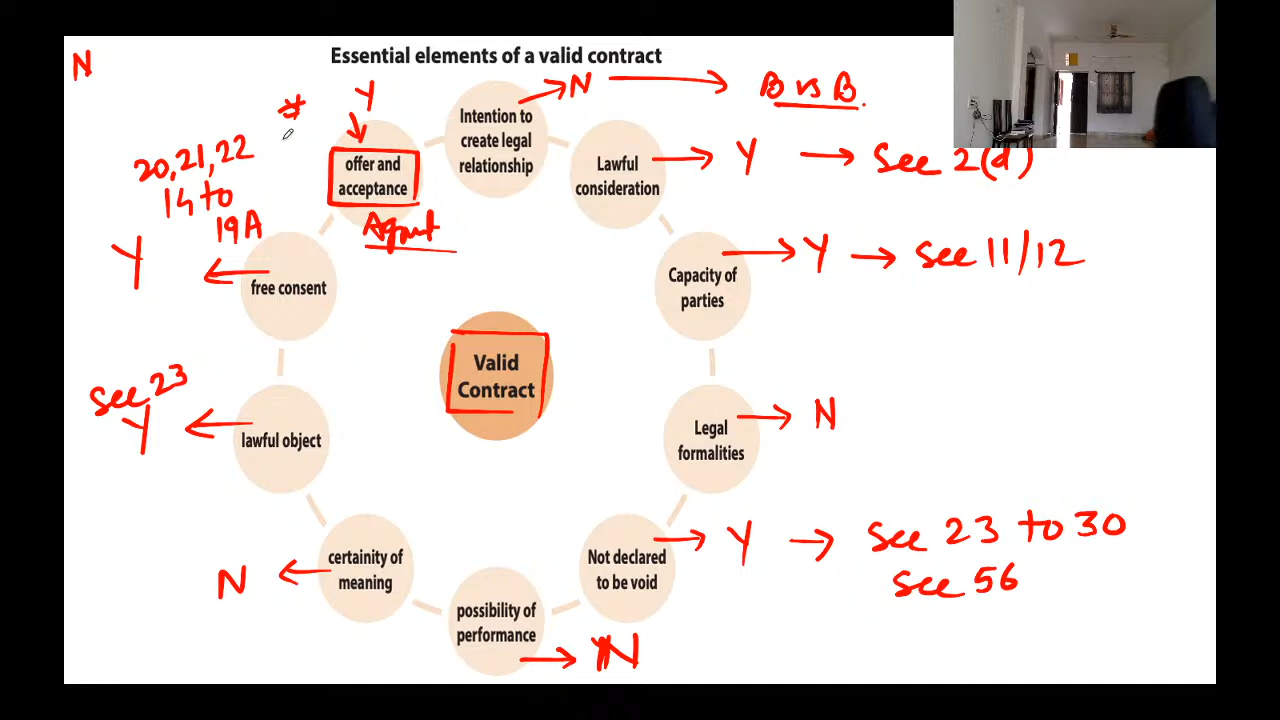 Essential elements of a valid contract
N
Y
N
B vs B.
Intention to
create legal
relationship
20,21,22
14 to
19A
Y
offer and
acceptance
Agmt
Lawful
consideration
Y
See 2(d)
free consent
Capacity of
parties
Y
See 11/12
Valid
Contract
See 23
Y
lawful object
Legal
formalities
N
N
certainity of
meaning
possibility of
performance
N
Not declared
to be void
Y
See 23 to 30
See 56